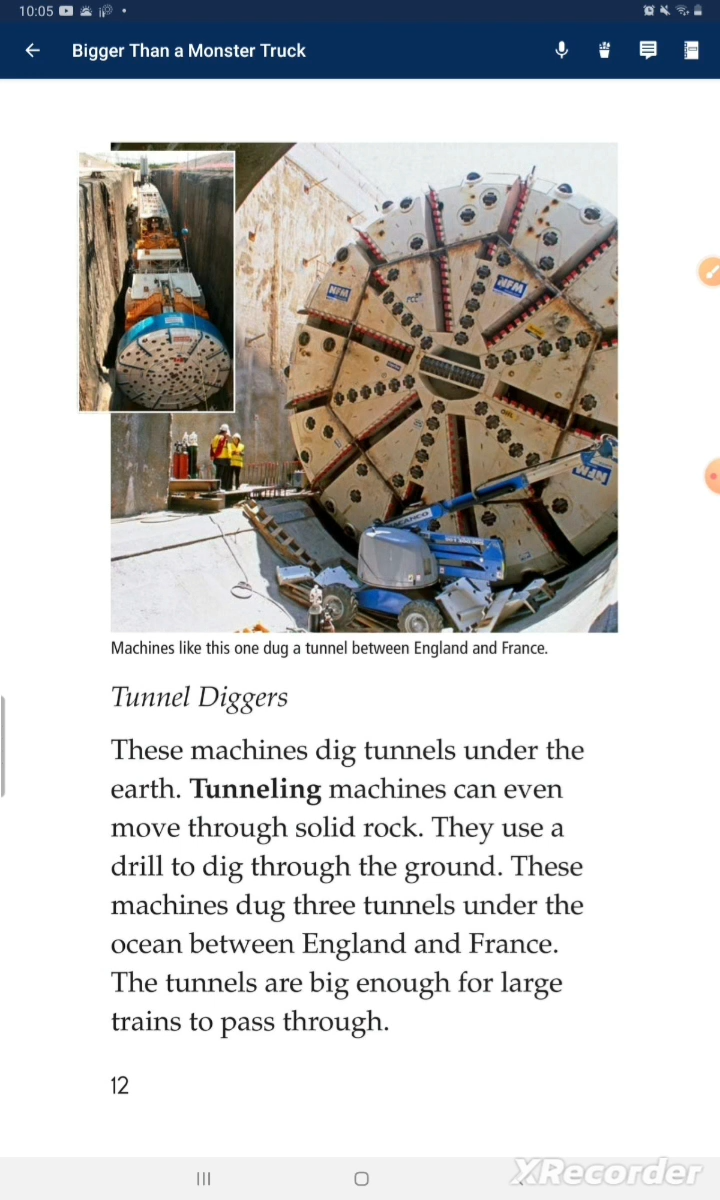 10:05
Bigger Than a Monster Truck
NFM
NFM
NFM
Machines like this one dug a tunnel between England and France.
Tunnel Diggers
These machines dig tunnels under the
earth. Tunneling machines can even
move through solid rock. They use a
drill to dig through the ground. These
machines dug three tunnels under the
ocean between England and France.
The tunnels are big enough for large
trains to pass through.
12
XRecorder